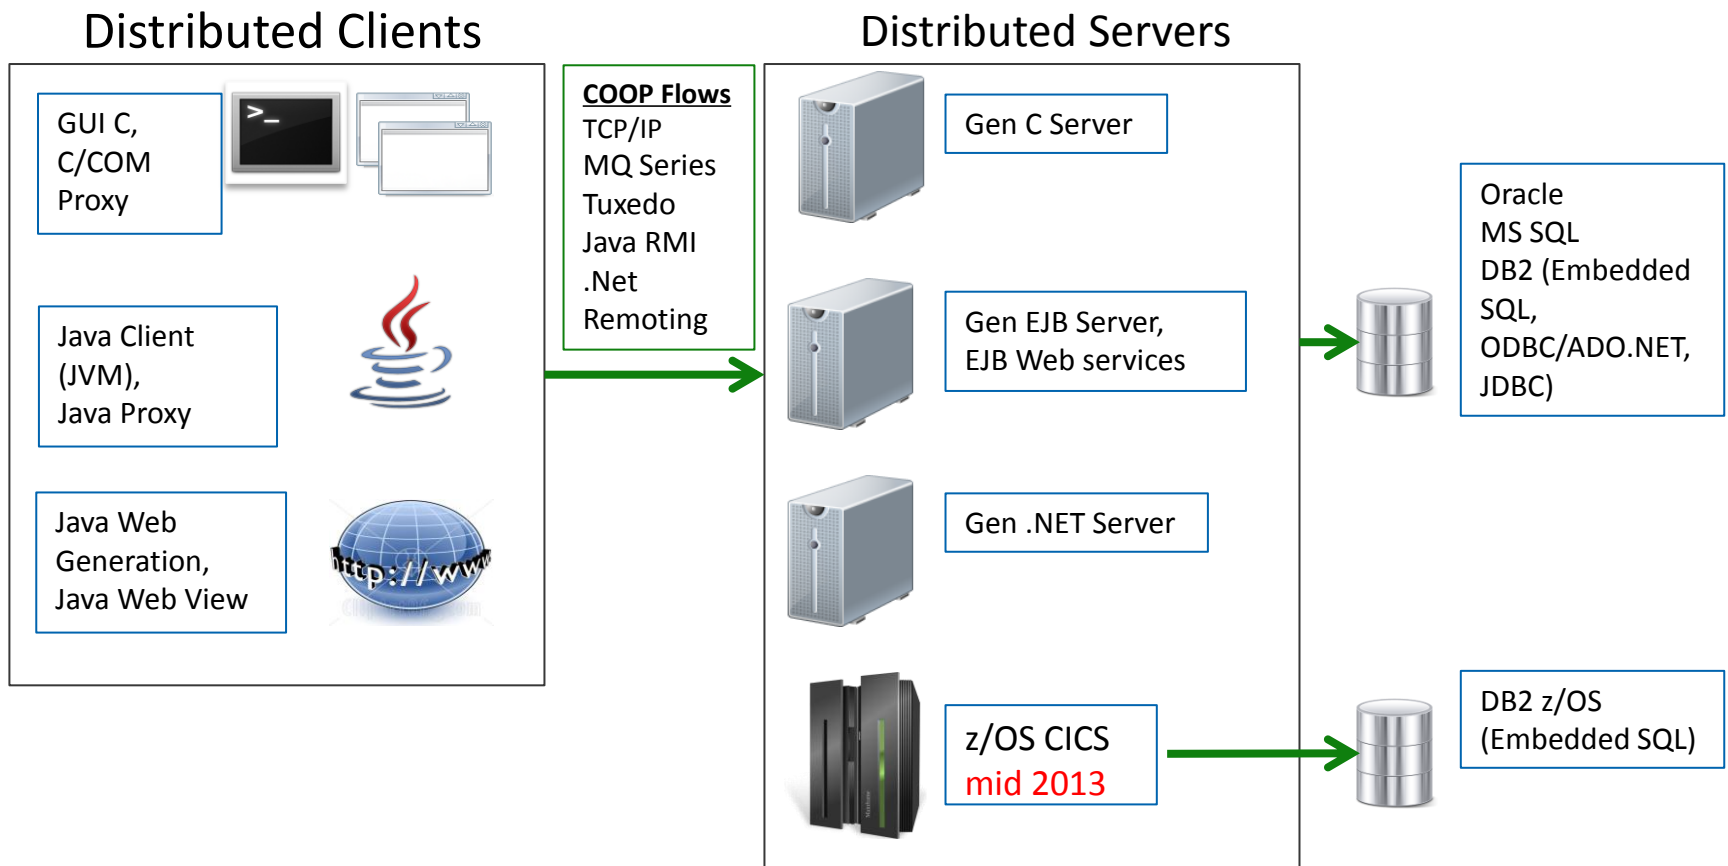 Distributed Clients
Distributed Servers
GUI C,
C/COM
Proxy
>_
Java Client
(JVM),
Java Proxy
Java Web
Generation,
Java Web View
http://www
COOP Flows
TCP/IP
MQ Series
Tuxedo
Java RMI
.Net
Remoting
Gen C Server
Gen EJB Server,
EJB Web services
Gen .NET Server
z/OS CICS
mid 2013
Oracle
MS SQL
DB2 (Embedded
SQL,
ODBC/ADO.NET,
JDBC)
DB2 z/OS
(Embedded SQL)